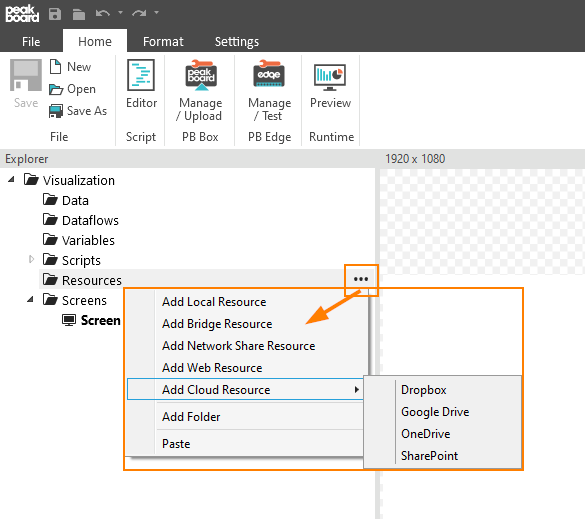 peak
board
File
Home
Format
Settings
Save
New
Open
Save As
File
Editor
Script
peak
board
Manage
/ Upload
PB Box
edge
Manage
/ Test
PB Edge
Preview
Runtime
Explorer
1920 x 1080
Visualization
Data
Dataflows
Variables
Scripts
Resources
•••
Screens
Screen
Add Local Resource
Add Bridge Resource
Add Network Share Resource
Add Web Resource
Add Cloud Resource
Add Folder
Paste
Dropbox
Google Drive
OneDrive
SharePoint